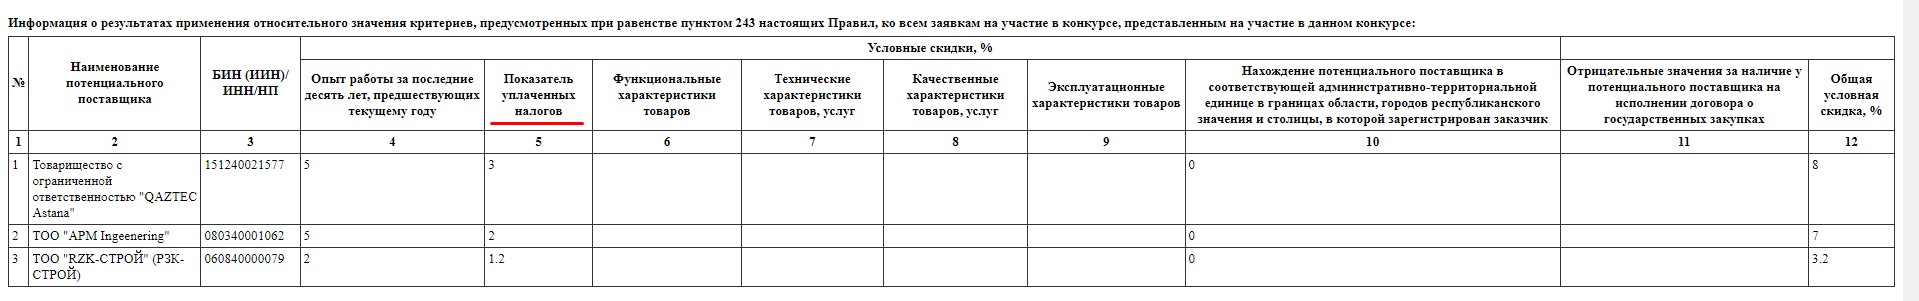 Информация о результатах применения относительного значения критериев, предусмотренных при равенстве пунктом 243 настоящих Правил, ко всем заявкам на участие в конкурсе, представленным на участие в данном конкурсе:
№
Наименование
потенциального
поставщика
БИН (ИИН)/
ИНН/НП
Условные скидки, %
Опыт работы за последние
десять лет, предшествующих
текущему году
Показатель
уплаченных
налогов
Функциональные
характеристики
товаров
Технические
характеристики
товаров, услуг
Качественные
характеристики
товаров, услуг
Эксплуатационные
характеристики товаров
Нахождение потенциального поставщика в
соответствующей административно-территориальной
единице в границах области, городов республиканского
значения и столицы, в которой зарегистрирован заказчик
Отрицательные значения за наличие у
потенциального поставщика на
исполнении договора о
государственных закупках
Общая
условная
скидка, %
1 2 3 4 5 6 7 8 9 10 11 12
1 Товарищество с 151240021577 5 3 0 8
ограниченной
ответственностью "QAZTEC
Astana"
2 ТОО "APM Ingeenering" 080340001062 5 2 0 7
3 ТОО "RZK-СТРОЙ" (РЗК- 060840000079 2 1.2 0 3.2
СТРОЙ)